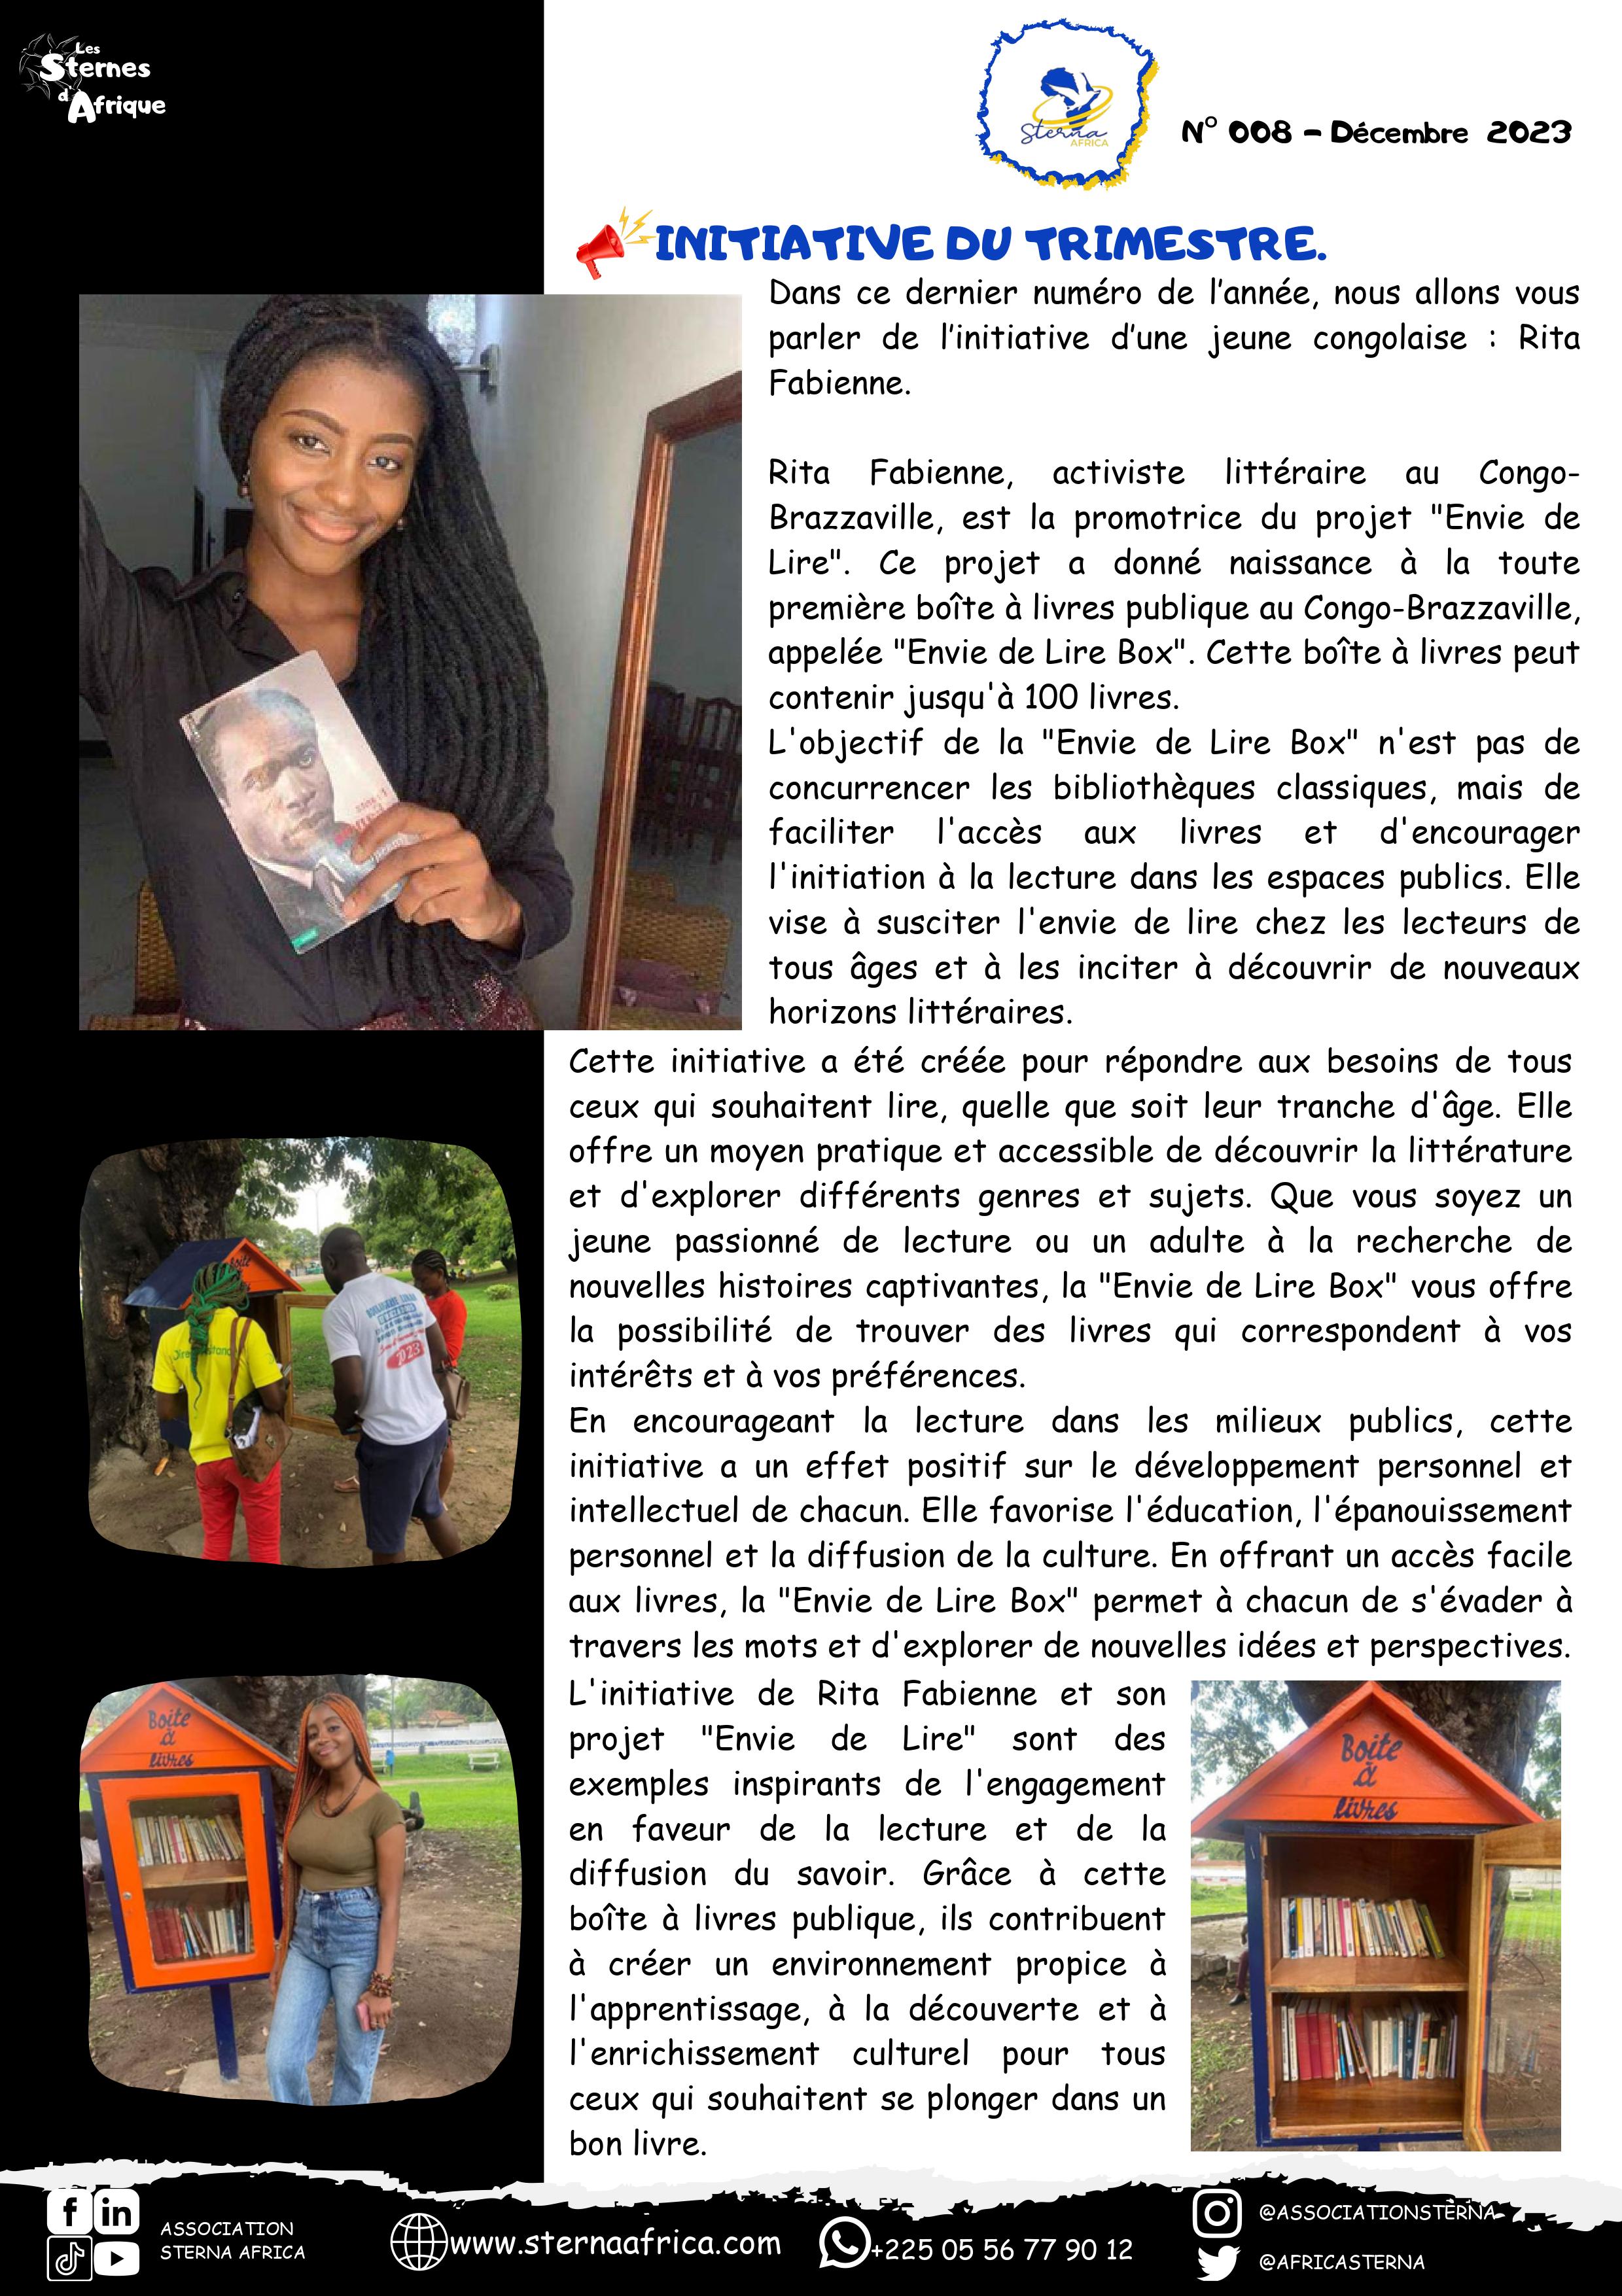 Les
Sternes
d'Afrique
Sterna
AFRICA
N° 008 – Décembre 2023
INITIATIVE DU TRIMESTRE.
Dans ce dernier numéro de l’année, nous allons vous
parler de l’initiative d’une jeune congolaise : Rita
Fabienne.
Rita Fabienne, activiste littéraire au Congo-
Brazzaville, est la promotrice du projet "Envie de
Lire". Ce projet a donné naissance à la toute
première boîte à livres publique au Congo-Brazzaville,
appelée "Envie de Lire Box". Cette boîte à livres peut
contenir jusqu'à 100 livres.
L'objectif de la "Envie de Lire Box" n'est pas de
concurrencer les bibliothèques classiques, mais de
faciliter l'accès aux livres et d'encourager
l'initiation à la lecture dans les espaces publics. Elle
vise à susciter l'envie de lire chez les lecteurs de
tous âges et à les inciter à découvrir de nouveaux
horizons littéraires.
Cette initiative a été créée pour répondre aux besoins de tous
ceux qui souhaitent lire, quelle que soit leur tranche d'âge. Elle
offre un moyen pratique et accessible de découvrir la littérature
et d'explorer différents genres et sujets. Que vous soyez un
jeune passionné de lecture ou un adulte à la recherche de
nouvelles histoires captivantes, la "Envie de Lire Box" vous offre
la possibilité de trouver des livres qui correspondent à vos
intérêts et à vos préférences.
En encourageant la lecture dans les milieux publics, cette
initiative a un effet positif sur le développement personnel et
intellectuel de chacun. Elle favorise l'éducation, l'épanouissement
personnel et la diffusion de la culture. En offrant un accès facile
aux livres, la "Envie de Lire Box" permet à chacun de s'évader à
travers les mots et d'explorer de nouvelles idées et perspectives.
L'initiative de Rita Fabienne et son
projet "Envie de Lire" sont des
exemples inspirants de l'engagement
en faveur de la lecture et de la
diffusion du savoir. Grâce à cette
boîte à livres publique, ils contribuent
à créer un environnement propice à
l'apprentissage, à la découverte et à
l'enrichissement culturel pour tous
ceux qui souhaitent se plonger dans un
bon livre.
2023
Boite
à
livres
Boite
à
livres
ASSOCIATION
STERNA AFRICA
www.sternaafrica.com
+225 05 56 77 90 12
@ASSOCIATIONSTERNA
@AFRICASTERNA